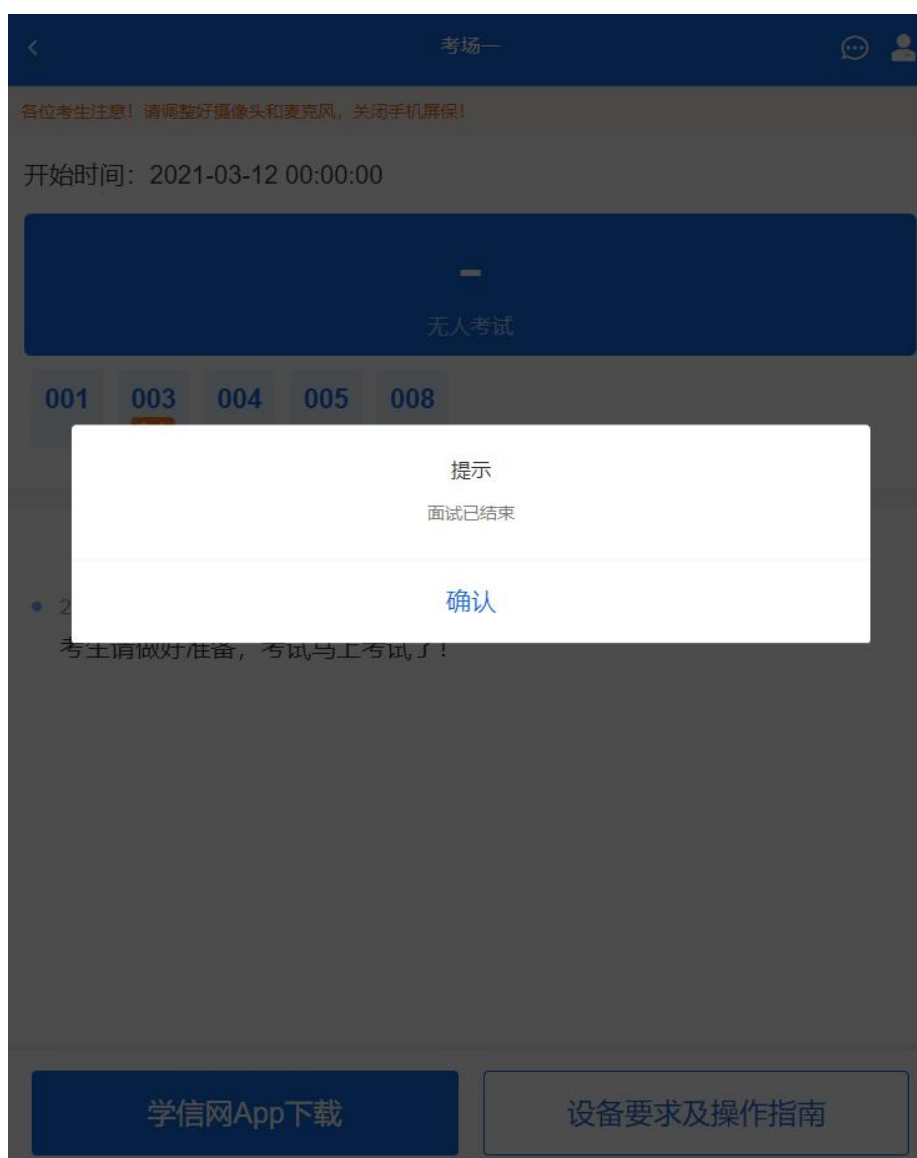 考场一
各位考生注意！请调整好摄像头和麦克风，关闭手机屏保！
开始时间：2021-03-12 00:00:00
-
无人考试
001 003 004 005 008
提示
面试已结束
确认
2
考生请做好准备，考试马上考试了！
学信网App下载
设备要求及操作指南